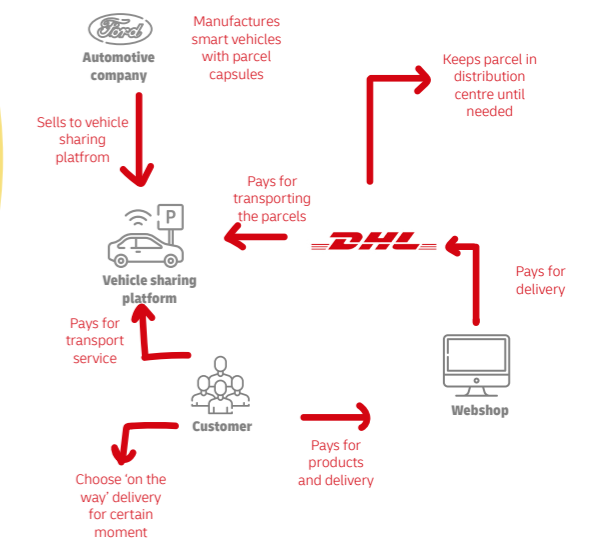 Ford
Automotive
company
Manufactures
smart vehicles
with parcel
capsules
Keeps parcel in
distribution
centre until
needed
Sells to vehicle
sharing
platfrom
Pays for
transporting
the parcels
P
DHL
Vehicle sharing
platform
Pays for
delivery
Pays for
transport
service
Webshop
Customer
Pays for
products
and delivery
Choose 'on the
way' delivery
for certain
moment